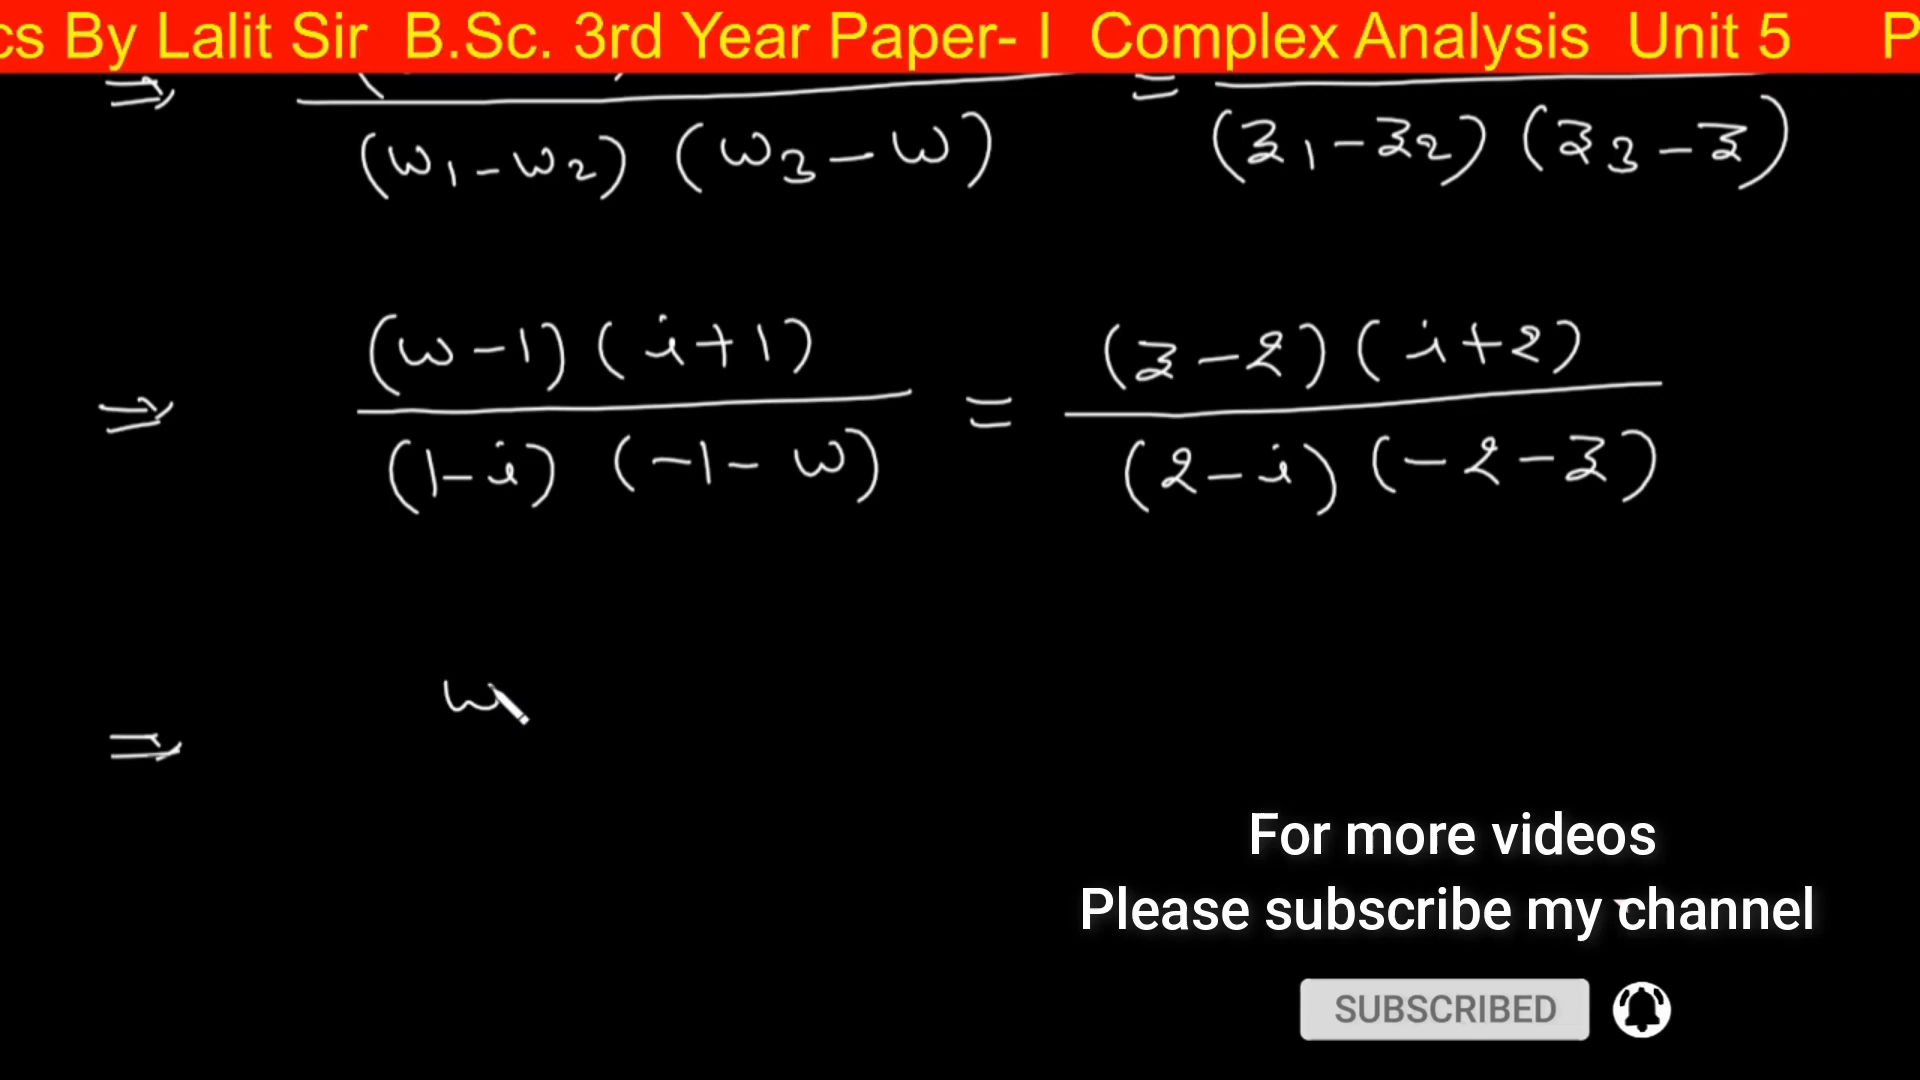 cs By Lalit Sir B.Sc. 3rd Year Paper- I Complex Analysis Unit 5 P
⇒ (w₁-w₂) (w₃-w) = (z₁-z₂) (z₃-z)
⇒ (w-1)(i+1) / (1-i) (-1-w) = (z-2)(i+2) / (2-i)(-2-z)
⇒ w
For more videos
Please subscribe my channel
SUBSCRIBED